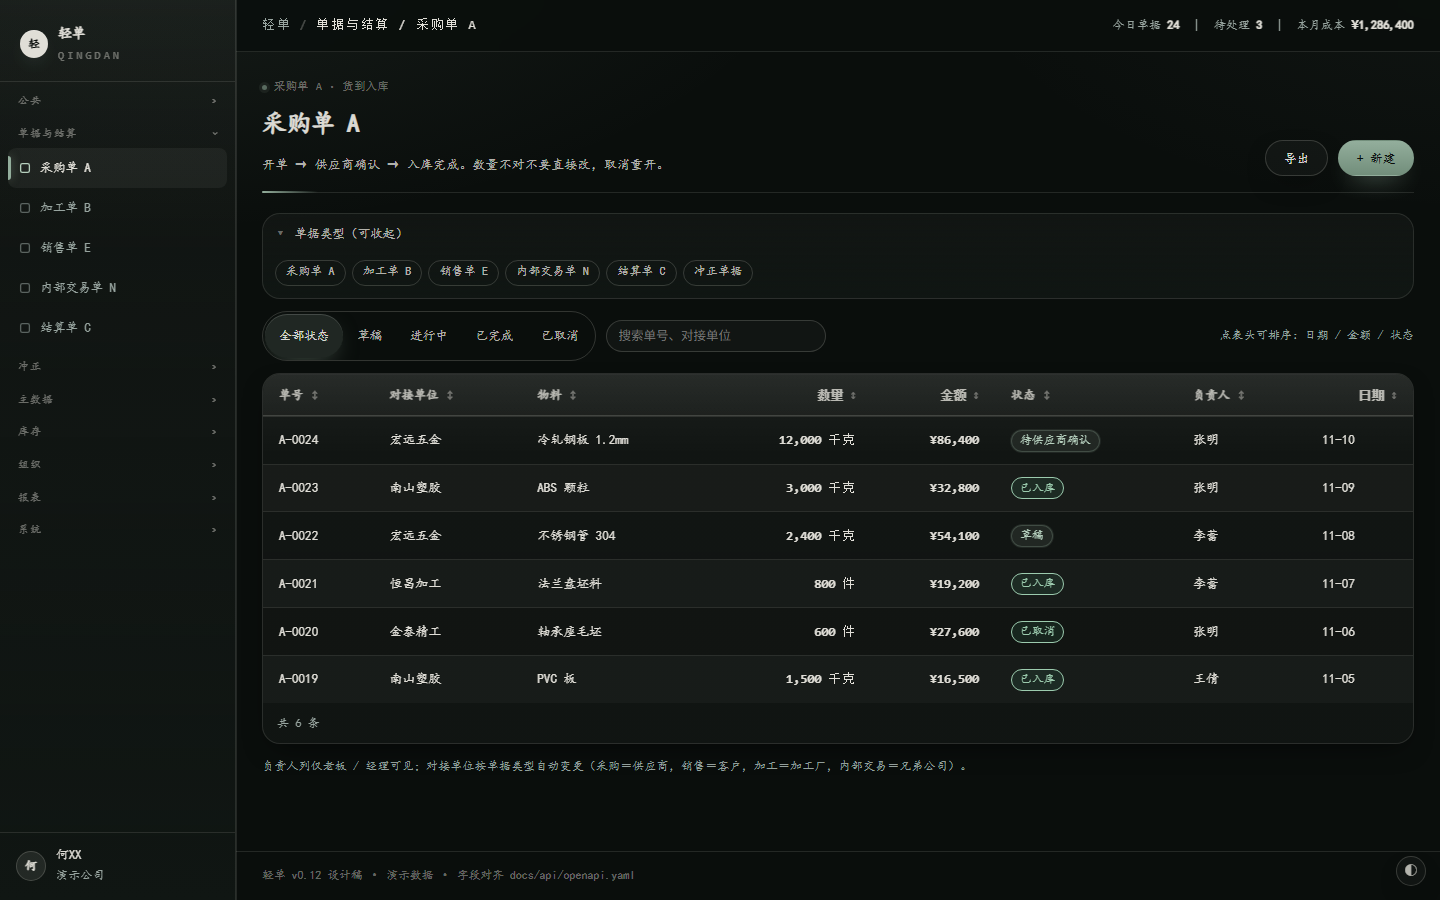 轻
轻单
QINGDAN
公共
单据与结算
采购单 A
加工单 B
销售单 E
内部交易单 N
结算单 C
冲正
主数据
库存
组织
报表
系统
何
何XX
演示公司
轻单 / 单据与结算 / 采购单 A
今日单据 24 | 待处理 3 | 本月成本 ¥1,286,400
采购单 A · 货到入库
采购单 A
开单 → 供应商确认 → 入库完成。数量不对不要直接改，取消重开。
导出
+ 新建
▾ 单据类型（可收起）
采购单 A 加工单 B 销售单 E 内部交易单 N 结算单 C 冲正单据
全部状态 草稿 进行中 已完成 已取消 搜索单号、对接单位 点表头可排序：日期 / 金额 / 状态
单号 ↕ 对接单位 ↕ 物料 ↕ 数量 ↕ 金额 ↕ 状态 ↕ 负责人 ↕ 日期 ↕
A-0024 宏远五金 冷轧钢板 1.2mm 12,000 千克 ¥86,400 待供应商确认 张明 11-10
A-0023 南山塑胶 ABS 颗粒 3,000 千克 ¥32,800 已入库 张明 11-09
A-0022 宏远五金 不锈钢管 304 2,400 千克 ¥54,100 草稿 李蕾 11-08
A-0021 恒昌加工 法兰盘坯料 800 件 ¥19,200 已入库 李蕾 11-07
A-0020 金泰精工 轴承座毛坯 600 件 ¥27,600 已取消 张明 11-06
A-0019 南山塑胶 PVC 板 1,500 千克 ¥16,500 已入库 王倩 11-05
共 6 条
负责人列仅老板 / 经理可见；对接单位按单据类型自动变更（采购＝供应商，销售＝客户，加工＝加工厂，内部交易＝兄弟公司）。
轻单 v0.12 设计稿 • 演示数据 • 字段对齐 docs/api/openapi.yaml